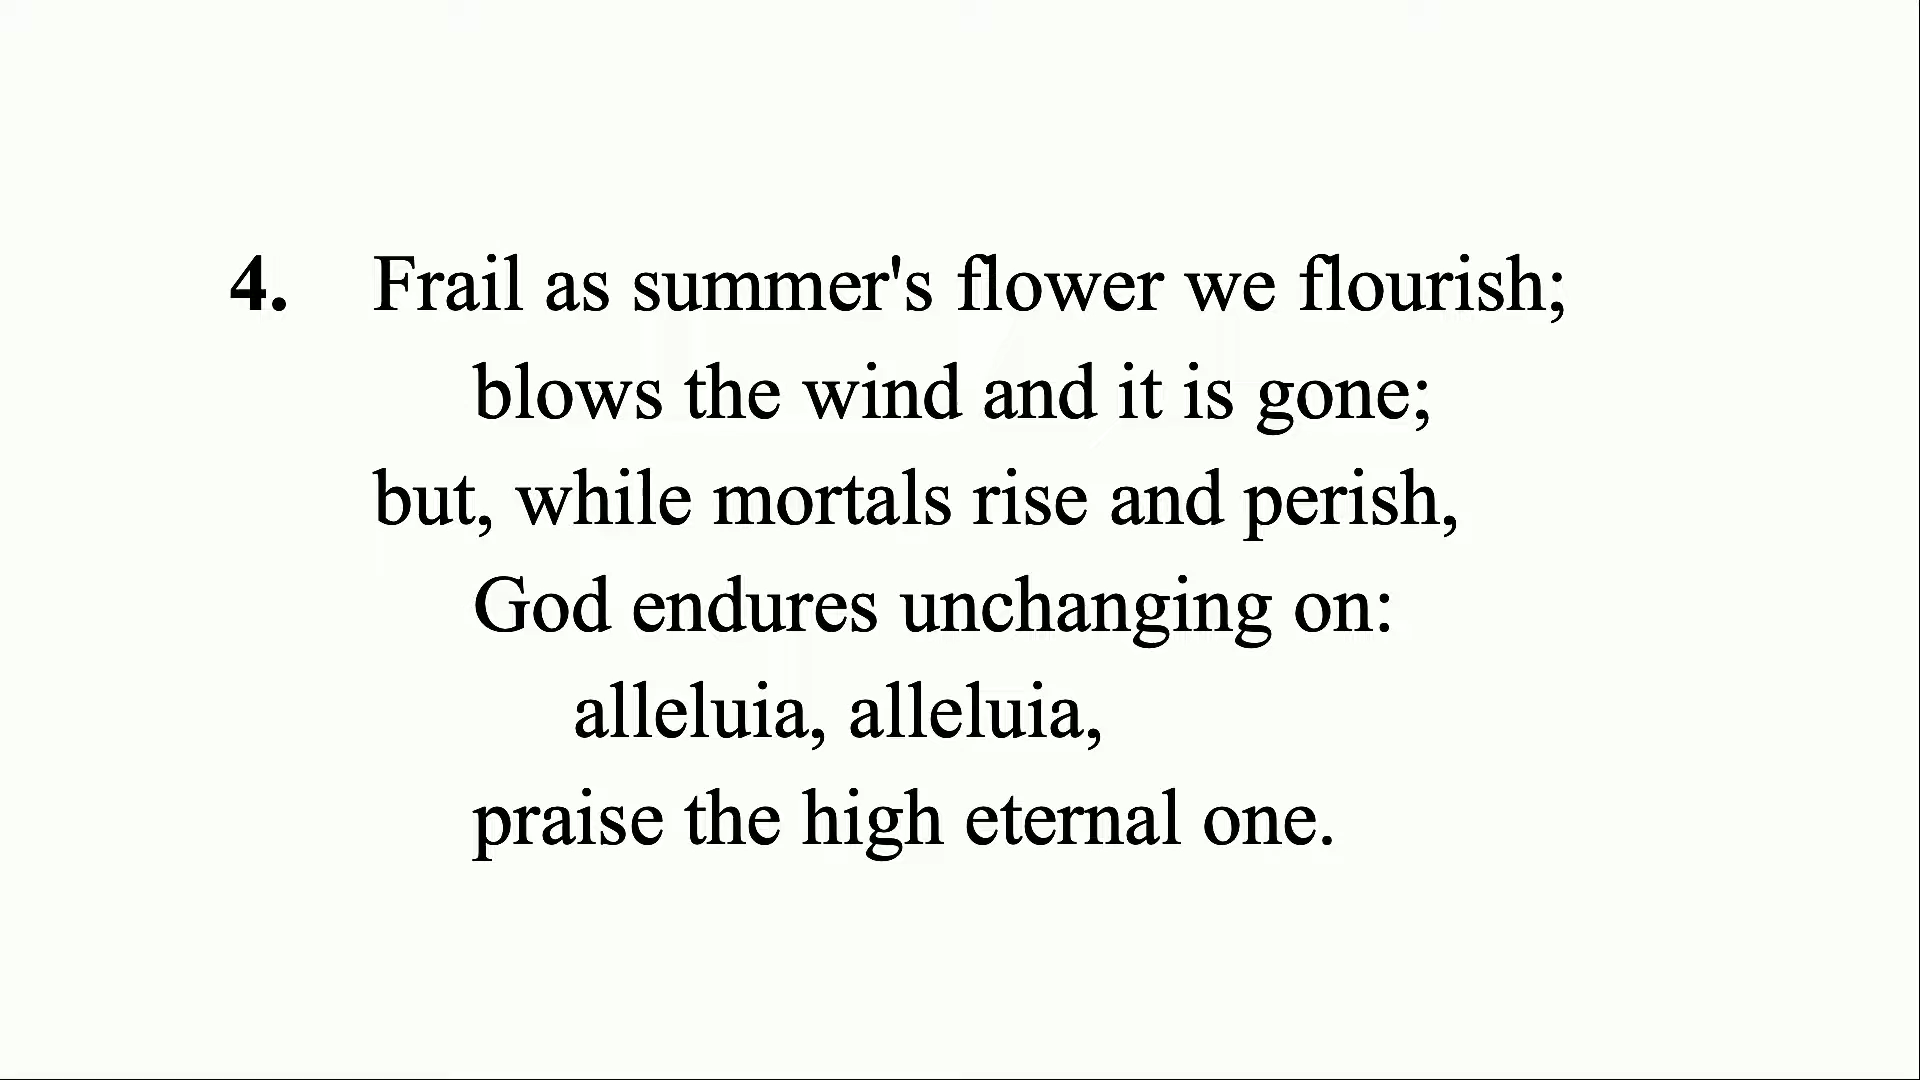 4. Frail as summer's flower we flourish;
blows the wind and it is gone;
but, while mortals rise and perish,
God endures unchanging on:
alleluia, alleluia,
praise the high eternal one.